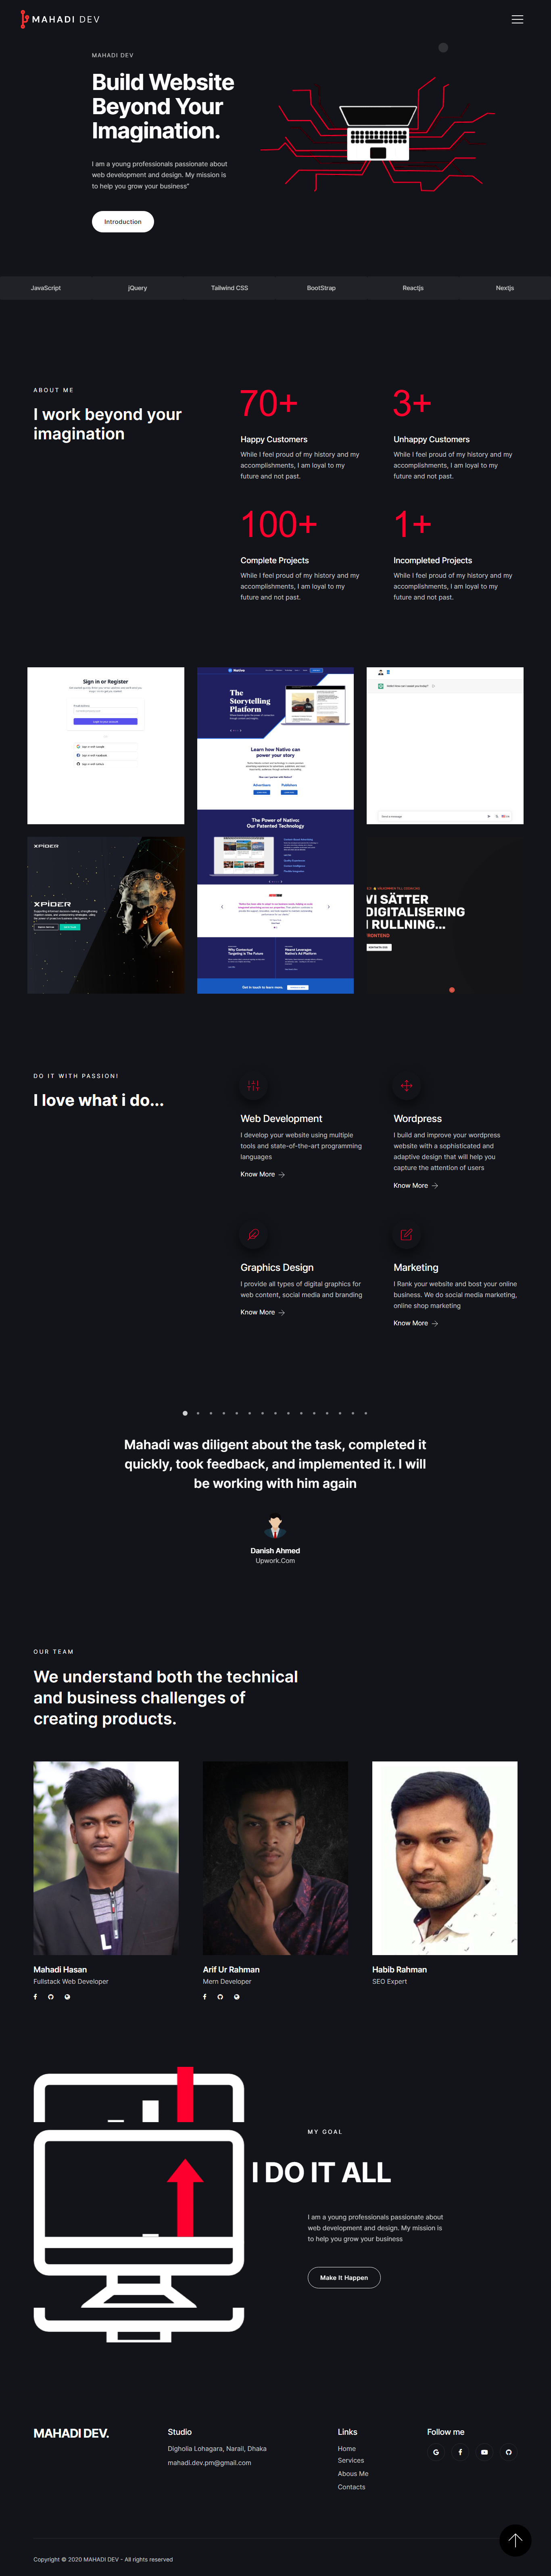 MAHADI DEV
MAHADI DEV
Build Website
Beyond Your
Imagination.
I am a young professionals passionate about
web development and design. My mission is
to help you grow your business"
Introduction
JavaScript
jQuery
Tailwind CSS
BootStrap
Reactjs
Nextjs
ABOUT ME
I work beyond your
imagination
70+
Happy Customers
While I feel proud of my history and my
accomplishments, I am loyal to my
future and not past.
3+
Unhappy Customers
While I feel proud of my history and my
accomplishments, I am loyal to my
future and not past.
100+
Complete Projects
While I feel proud of my history and my
accomplishments, I am loyal to my
future and not past.
1+
Incompleted Projects
While I feel proud of my history and my
accomplishments, I am loyal to my
future and not past.
Sign in or Register
The
Storytelling
Platform
Learn how Nativo can
power your story
Advertisers
Publishers
The Power of Nativo:
Our Patented Technology
Why Contextual
Targeting Is The Future
Get in touch to learn more.
XPIDER
XPIDER
VI SÄTTER
DIGITALISERING
I RULLNING...
FRONTEND
DO IT WITH PASSION!
I love what i do...
Web Development
I develop your website using multiple
tools and state-of-the-art programming
languages
Know More
Wordpress
I build and improve your wordpress
website with a sophisticated and
adaptive design that will help you
capture the attention of users
Know More
Graphics Design
I provide all types of digital graphics for
web content, social media and branding
Know More
Marketing
I Rank your website and bost your online
business. We do social media marketing,
online shop marketing
Know More
Mahadi was diligent about the task, completed it
quickly, took feedback, and implemented it. I will
be working with him again
Danish Ahmed
Upwork.Com
OUR TEAM
We understand both the technical
and business challenges of
creating products.
Mahadi Hasan
Fullstack Web Developer
Arif Ur Rahman
Mern Developer
Habib Rahman
SEO Expert
MY GOAL
I DO IT ALL
I am a young professionals passionate about
web development and design. My mission is
to help you grow your business
Make It Happen
MAHADI DEV.
Studio
Digholia Lohagara, Narail, Dhaka
mahadi.dev.pm@gmail.com
Links
Home
Services
Abous Me
Contacts
Follow me
Copyright © 2020 MAHADI DEV - All rights reserved